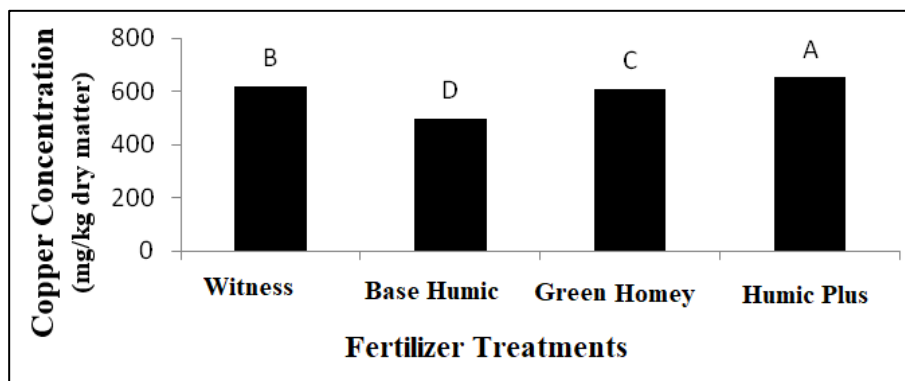 Copper Concentration
(mg/kg dry matter)
800
600
400
200
0
B
D
C
A
Witness
Base Humic
Green Homey
Humic Plus
Fertilizer Treatments